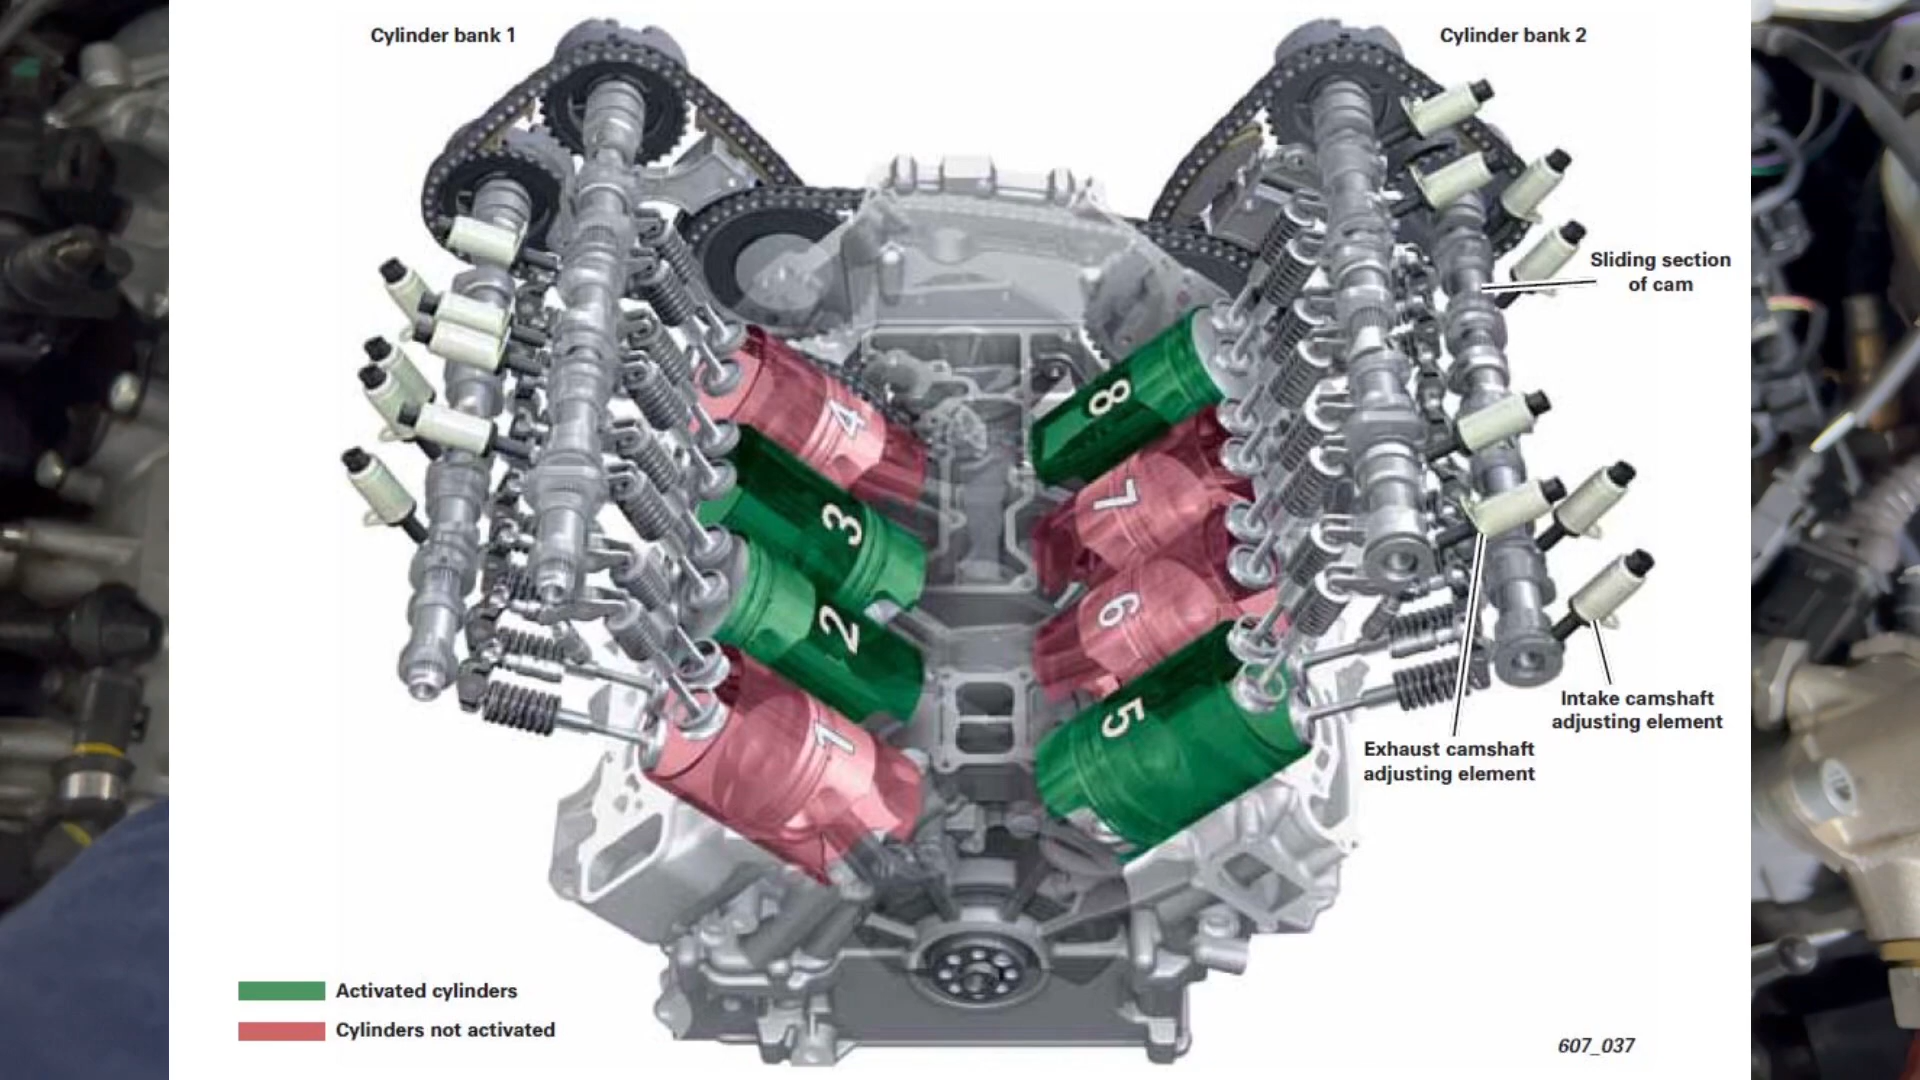 Cylinder bank 1
Cylinder bank 2
Sliding section
of cam
4
8
3
7
2
6
1
5
Intake camshaft
adjusting element
Exhaust camshaft
adjusting element
Activated cylinders
Cylinders not activated
607_037